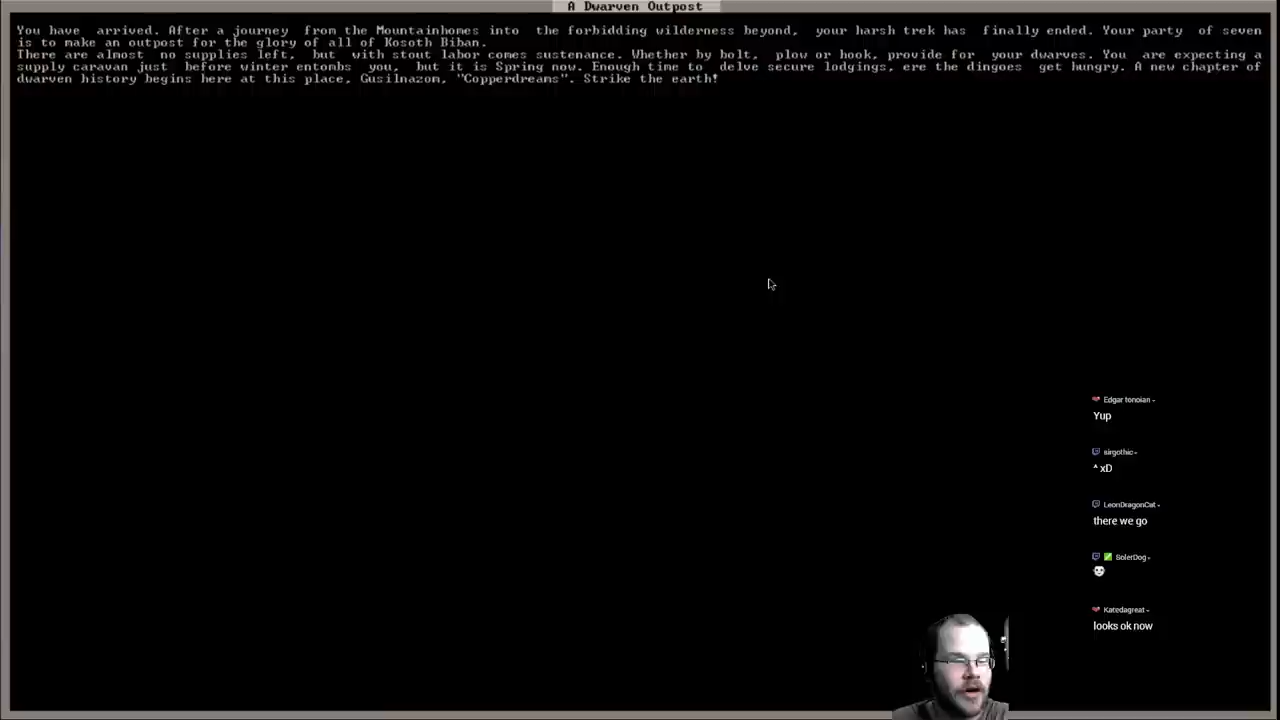 A Dwarven Outpost
You have arrived. After a journey from the Mountainhomes into the forbidding wilderness beyond, your harsh trek has finally ended. Your party of seven
is to make an outpost for the glory of all of Kosoth Biban.
There are almost no supplies left, but with stout labor comes sustenance. Whether by bolt, plow or hook, provide for your dwarves. You are expecting a
supply caravan just before winter entombs you, but it is Spring now. Enough time to delve secure lodgings, ere the dingoes get hungry. A new chapter of
dwarven history begins here at this place, Gusilnazon, "Copperdreams". Strike the earth!
Edgar tonoian -
Yup
sirgothic -
^ xD
LeonDragonCat -
there we go
SolerDog -
Katedagreat -
looks ok now